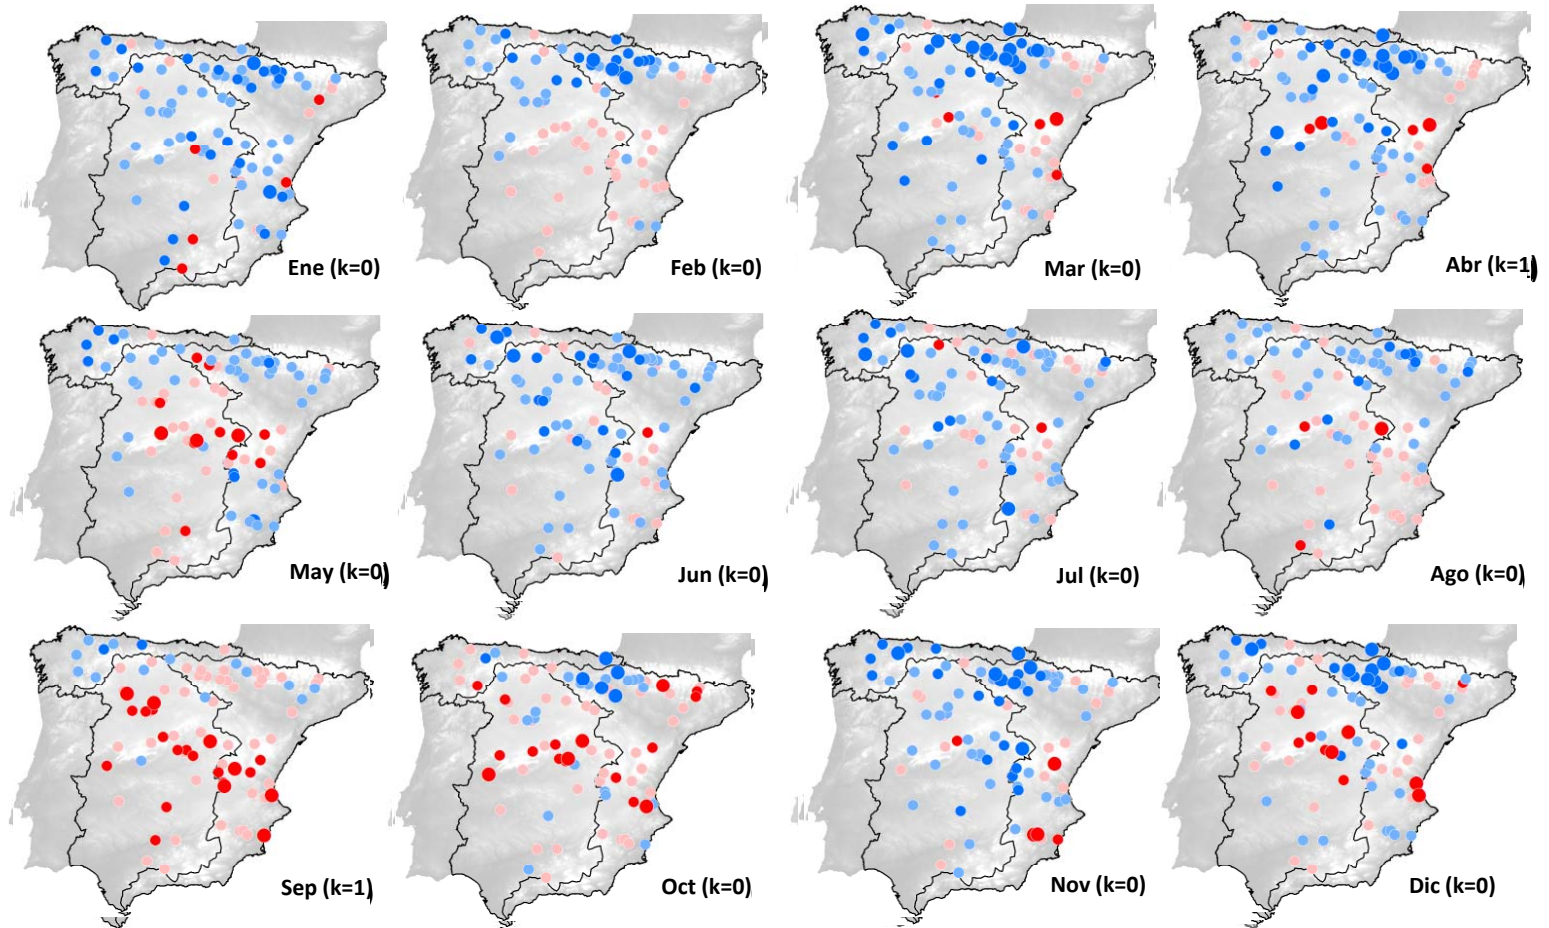 Ene (k=0)
Feb (k=0)
Mar (k=0)
Abr (k=1)
May (k=0)
Jun (k=0)
Jul (k=0)
Ago (k=0)
Sep (k=1)
Oct (k=0)
Nov (k=0)
Dic (k=0)